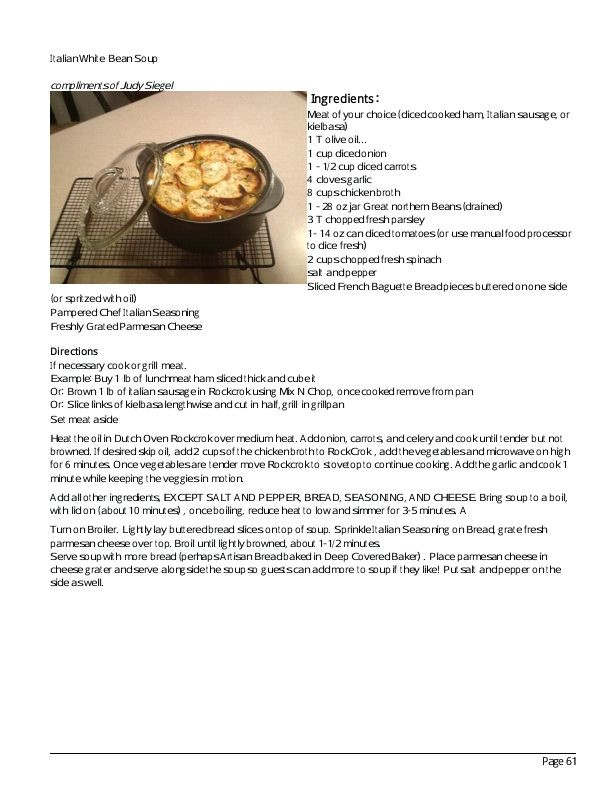 Italian White Bean Soup
compliments of Judy Siegel
Ingredients:
Meat of your choice (diced cooked ham, Italian sausage, or
kielbasa)
1 T olive oil...
1 cup diced onion
1 - 1/2 cup diced carrots
4 cloves garlic
8 cups chicken broth
1 - 28 oz jar Great northern Beans (drained)
3 T chopped fresh parsley
1- 14 oz can diced tomatoes (or use manual food processor
to dice fresh)
2 cups chopped fresh spinach
salt and pepper
Sliced French Baguette Bread pieces buttered on one side
(or spritzed with oil)
Pampered Chef Italian Seasoning
Freshly Grated Parmesan Cheese
Directions
If necessary cook or grill meat.
Example: Buy 1 lb of lunchmeat ham sliced thick and cube it
Or: Brown 1 lb of italian sausage in Rockcrok using Mix N Chop, once cooked remove from pan
Or: Slice links of kielbasa lengthwise and cut in half, grill in grill pan
Set meat aside
Heat the oil in Dutch Oven Rockcrok over medium heat. Add onion, carrots, and celery and cook until tender but not
browned. If desired skip oil, add 2 cups of the chicken broth to RockCrok , add the vegetables and microwave on high
for 6 minutes. Once vegetables are tender move Rockcrok to stovetop to continue cooking. Add the garlic and cook 1
minute while keeping the veggies in motion.
Add all other ingredients, EXCEPT SALT AND PEPPER, BREAD, SEASONING, AND CHEESE. Bring soup to a boil,
with lid on (about 10 minutes) , once boiling, reduce heat to low and simmer for 3-5 minutes. A
Turn on Broiler. Lightly lay buttered bread slices on top of soup. Sprinkle Italian Seasoning on Bread, grate fresh
parmesan cheese over top. Broil until lightly browned, about 1-1/2 minutes.
Serve soup with more bread (perhaps Artisan Bread baked in Deep Covered Baker) . Place parmesan cheese in
cheese grater and serve alongside the soup so guests can add more to soup if they like! Put salt and pepper on the
side as well.
Page 61